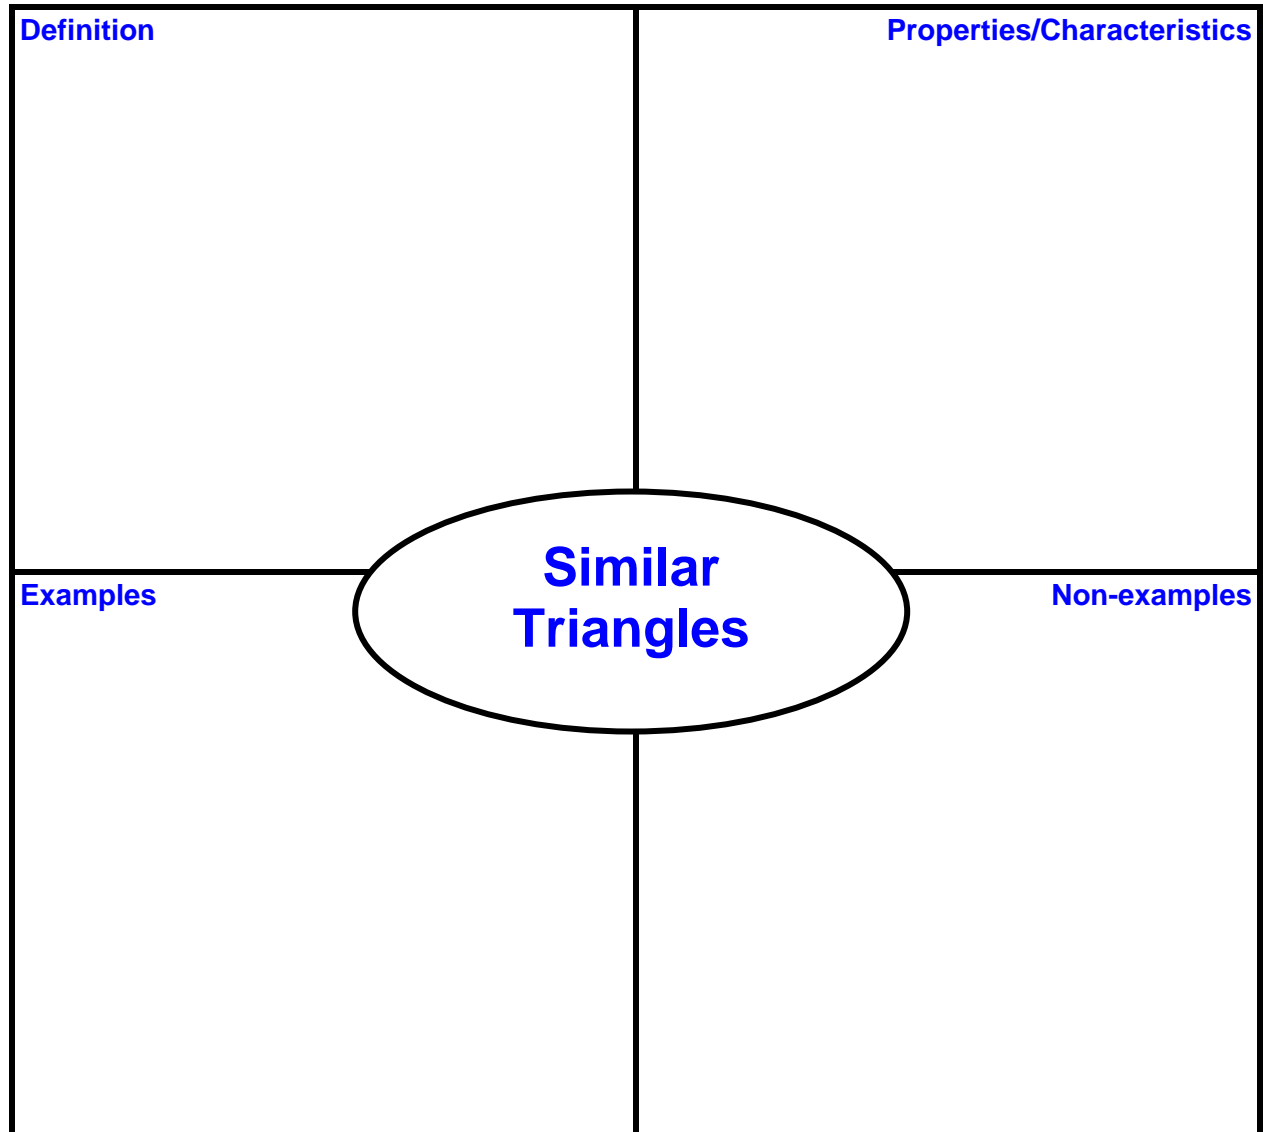 Definition
Properties/Characteristics
Similar
Triangles
Examples
Non-examples